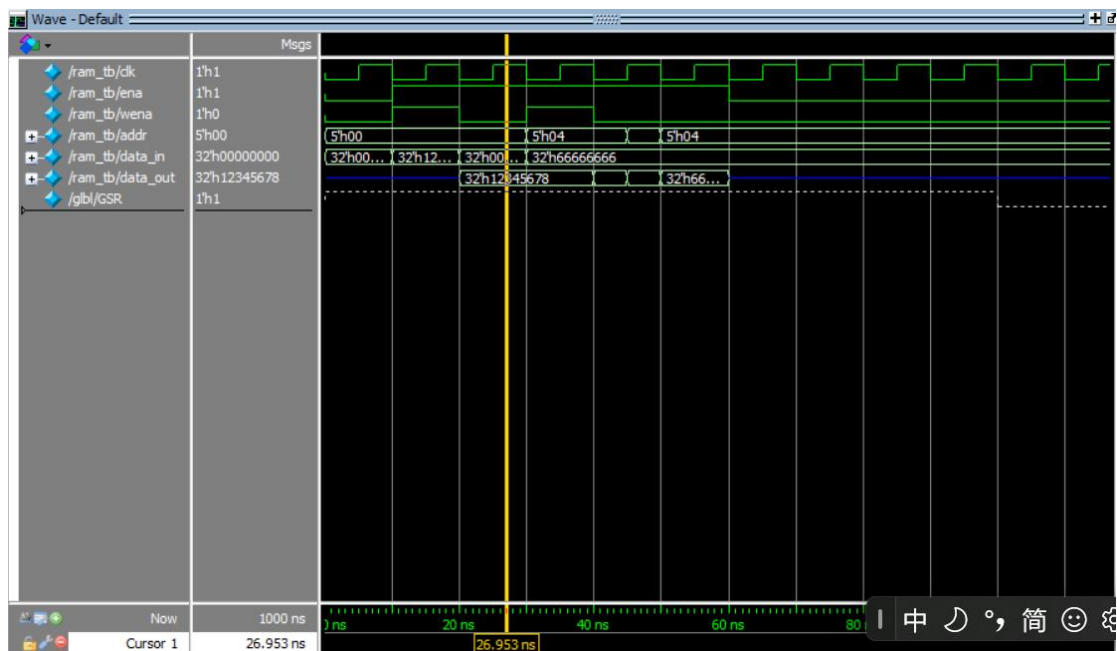 Wave - Default
Msgs
/ram_tb/clk 1'h1
/ram_tb/ena 1'h1
/ram_tb/wena 1'h0
/ram_tb/addr 5'h00 5'h00 5'h04 5'h04
/ram_tb/data_in 32'h00000000 32'h00... 32'h12... 32'h00... 32'h66666666
/ram_tb/data_out 32'h12345678 32'h12345678 32'h66...
/glbl/GSR 1'h1
Now 1000 ns ns 20 ns 40 ns 60 ns 80
Cursor 1 26.953 ns 26.953 ns
中 简